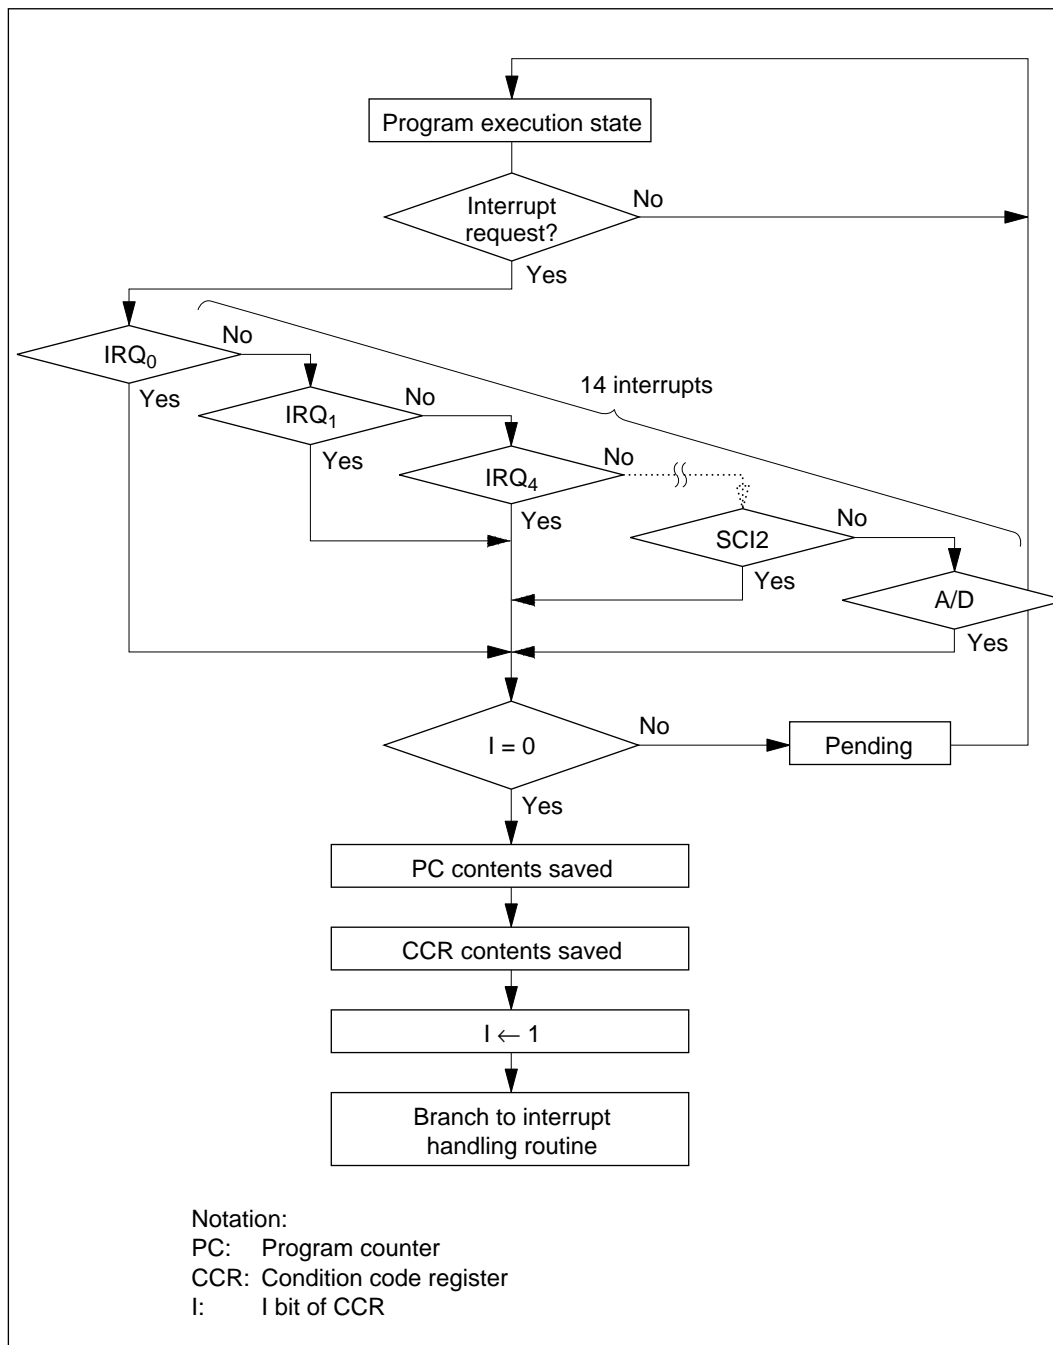 Program execution state
Interrupt
request?
No
Yes
IRQ0
No
Yes
14 interrupts
IRQ1
No
Yes
IRQ4
No
Yes
SCI2
No
Yes
A/D
Yes
I = 0
No
Pending
Yes
PC contents saved
CCR contents saved
I ← 1
Branch to interrupt
handling routine
Notation:
PC: Program counter
CCR: Condition code register
I: I bit of CCR